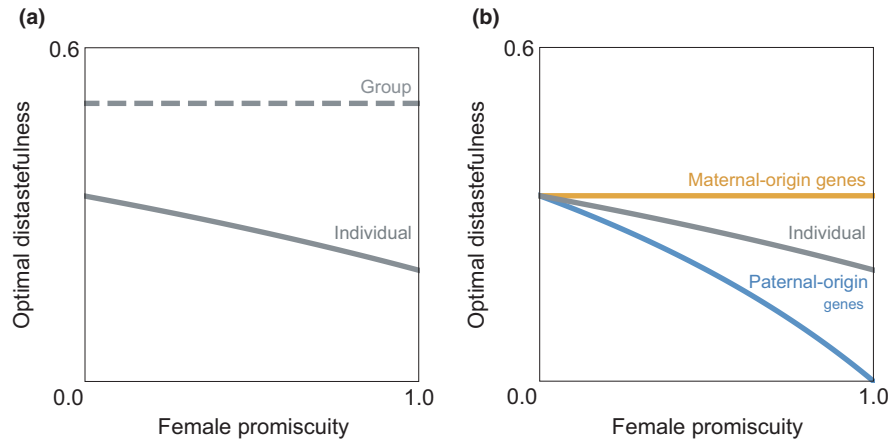 (a)
0.6
Group
Individual
Optimal distastefulness
0.0
1.0
Female promiscuity
(b)
0.6
Maternal-origin genes
Individual
Paternal-origin
genes
Optimal distastefulness
0.0
1.0
Female promiscuity